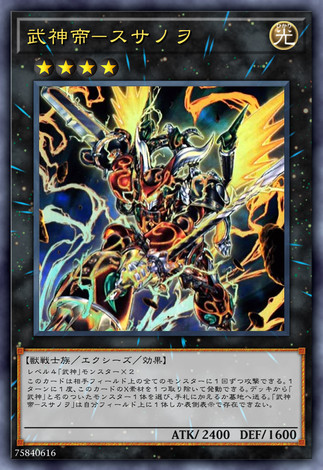 武神帝－スサノヲ
光
【獣戦士族／エクシーズ／効果】
レベル４「武神」モンスター×２
このカードは相手フィールド上の全てのモンスターに１回ずつ攻撃できる。１
ターンに１度、このカードのX素材を１つ取り除いて発動できる。デッキから「
武神」と名のついたモンスター１体を選び、手札に加えるか墓地へ送る。「武神
帝－スサノヲ」は自分フィールド上に１体しか表側表示で存在できない。
ATK/ 2400 DEF/1600
75840616